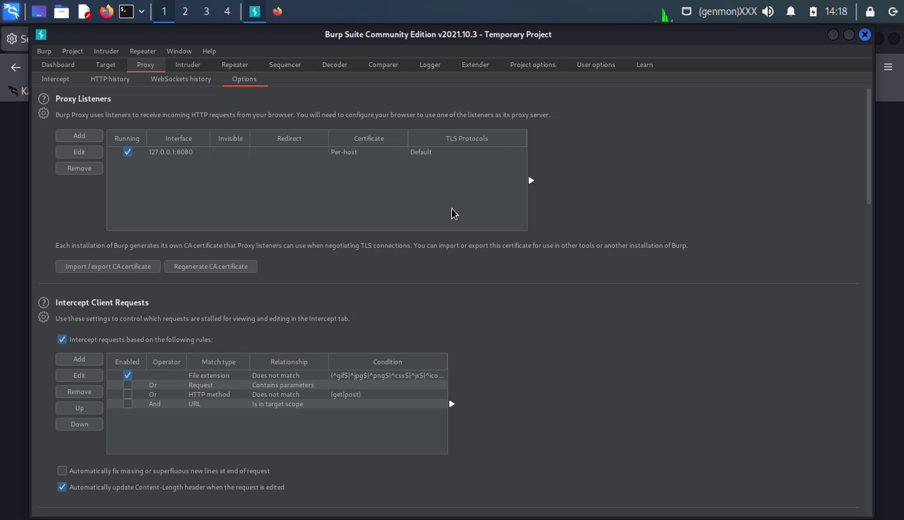 1 2 3 4 (genmon)XXX 14:18
Burp Suite Community Edition v2021.10.3 - Temporary Project
Burp Project Intruder Repeater Window Help
Dashboard Target Proxy Intruder Repeater Sequencer Decoder Comparer Logger Extender Project options User options Learn
Intercept HTTP history WebSockets history Options
Proxy Listeners
Burp Proxy uses listeners to receive incoming HTTP requests from your browser. You will need to configure your browser to use one of the listeners as its proxy server.
Add
Edit
Remove
Running Interface Invisible Redirect Certificate TLS Protocols
127.0.0.1:8080 Per-host Default
Each installation of Burp generates its own CA certificate that Proxy listeners can use when negotiating TLS connections. You can import or export this certificate for use in other tools or another installation of Burp.
Import / export CA certificate Regenerate CA certificate
Intercept Client Requests
Use these settings to control which requests are stalled for viewing and editing in the Intercept tab.
Intercept requests based on the following rules:
Add
Edit
Remove
Up
Down
Enabled Operator Match type Relationship Condition
File extension Does not match (^gif$|^jpg$|^png$|^css$|^js$|^ico...
Or Request Contains parameters
Or HTTP method Does not match (get|post)
And URL Is in target scope
Automatically fix missing or superfluous new lines at end of request
Automatically update Content-Length header when the request is edited